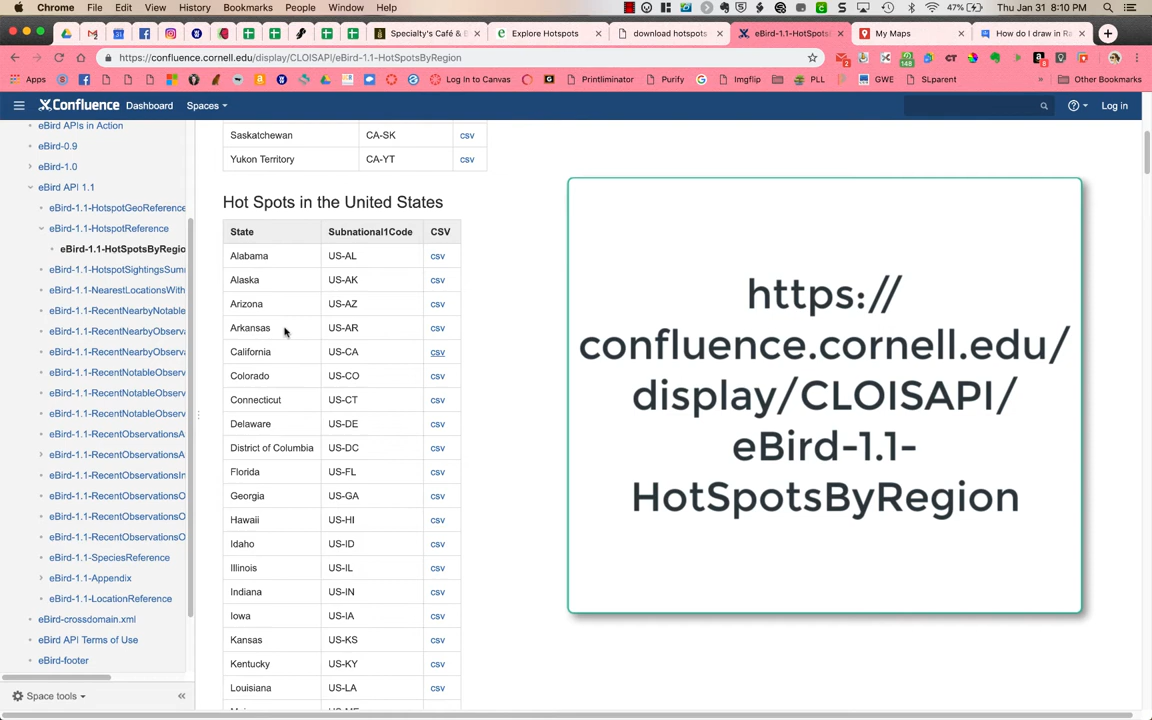 Chrome File Edit View History Bookmarks People Window Help 47% Thu Jan 31 8:10 PM
Specialty's Café & Explore Hotspots download hotspots eBird-1.1-HotSpots My Maps How do I draw in Ra
https://confluence.cornell.edu/display/CLOISAPI/eBird-1.1-HotSpotsByRegion
Apps Log In to Canvas Printliminator Purify Imgflip PLL GWE SLparent Other Bookmarks
Confluence Dashboard Spaces Log in
eBird APIs in Action
eBird-0.9
eBird-1.0
eBird API 1.1
eBird-1.1-HotspotGeoReference
eBird-1.1-HotspotReference
eBird-1.1-HotSpotsByRegio
eBird-1.1-HotspotSightingsSumm
eBird-1.1-NearestLocationsWith
eBird-1.1-RecentNearbyNotable
eBird-1.1-RecentNearbyObserva
eBird-1.1-RecentNearbyObserva
eBird-1.1-RecentNotableObserv
eBird-1.1-RecentNotableObserv
eBird-1.1-RecentNotableObserv
eBird-1.1-RecentObservationsA
eBird-1.1-RecentObservationsA
eBird-1.1-RecentObservationsIn
eBird-1.1-RecentObservationsO
eBird-1.1-RecentObservationsO
eBird-1.1-RecentObservationsO
eBird-1.1-SpeciesReference
eBird-1.1-Appendix
eBird-1.1-LocationReference
eBird-crossdomain.xml
eBird API Terms of Use
eBird-footer
Space tools
Saskatchewan CA-SK csv
Yukon Territory CA-YT csv
Hot Spots in the United States
State Subnational1Code CSV
Alabama US-AL csv
Alaska US-AK csv
Arizona US-AZ csv
Arkansas US-AR csv
California US-CA csv
Colorado US-CO csv
Connecticut US-CT csv
Delaware US-DE csv
District of Columbia US-DC csv
Florida US-FL csv
Georgia US-GA csv
Hawaii US-HI csv
Idaho US-ID csv
Illinois US-IL csv
Indiana US-IN csv
Iowa US-IA csv
Kansas US-KS csv
Kentucky US-KY csv
Louisiana US-LA csv
https://
confluence.cornell.edu/
display/CLOISAPI/
eBird-1.1-
HotSpotsByRegion